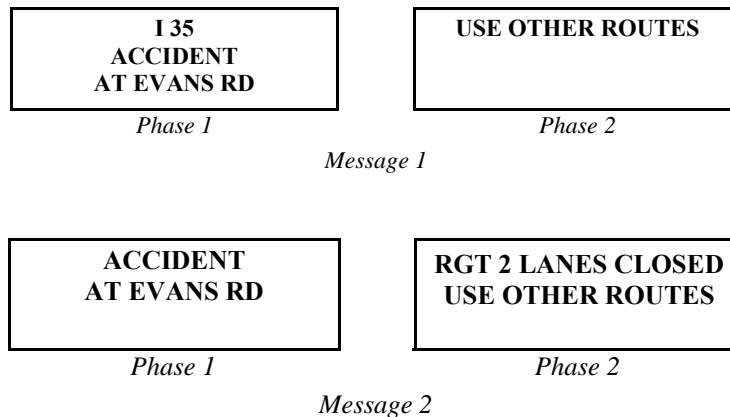 I 35
ACCIDENT
AT EVANS RD
Phase 1
USE OTHER ROUTES
Phase 2
Message 1
ACCIDENT
AT EVANS RD
Phase 1
RGT 2 LANES CLOSED
USE OTHER ROUTES
Phase 2
Message 2